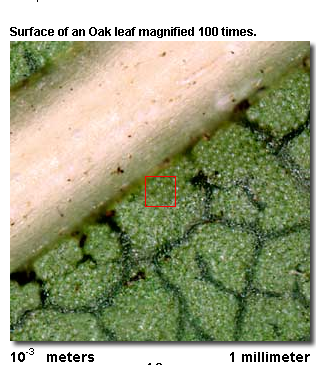 Surface of an Oak leaf magnified 100 times.
10-3 meters 1 millimeter